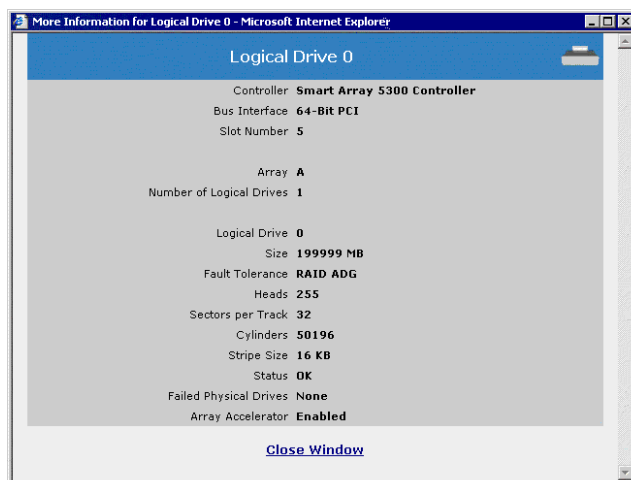 More Information for Logical Drive 0 - Microsoft Internet Explorer
Logical Drive 0
Controller Smart Array 5300 Controller
Bus Interface 64-Bit PCI
Slot Number 5
Array A
Number of Logical Drives 1
Logical Drive 0
Size 199999 MB
Fault Tolerance RAID ADG
Heads 255
Sectors per Track 32
Cylinders 50196
Stripe Size 16 KB
Status OK
Failed Physical Drives None
Array Accelerator Enabled
Close Window